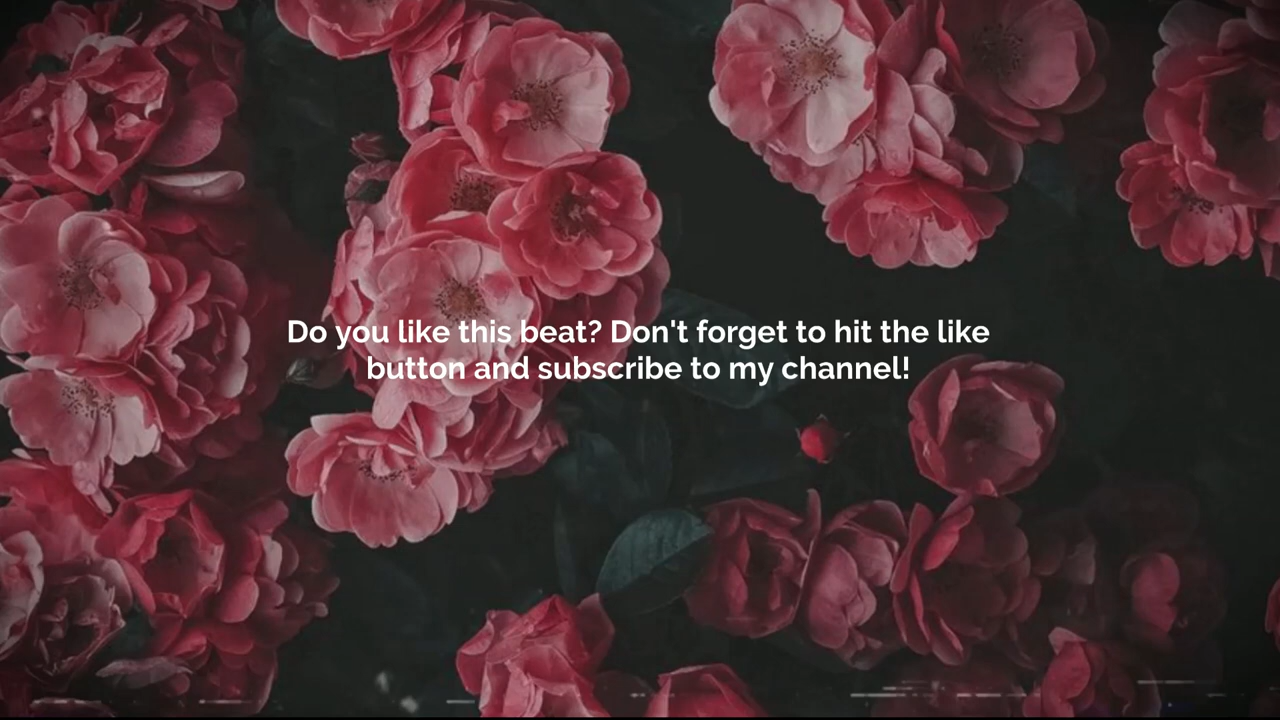 Do you like this beat? Don't forget to hit the like
button and subscribe to my channel!